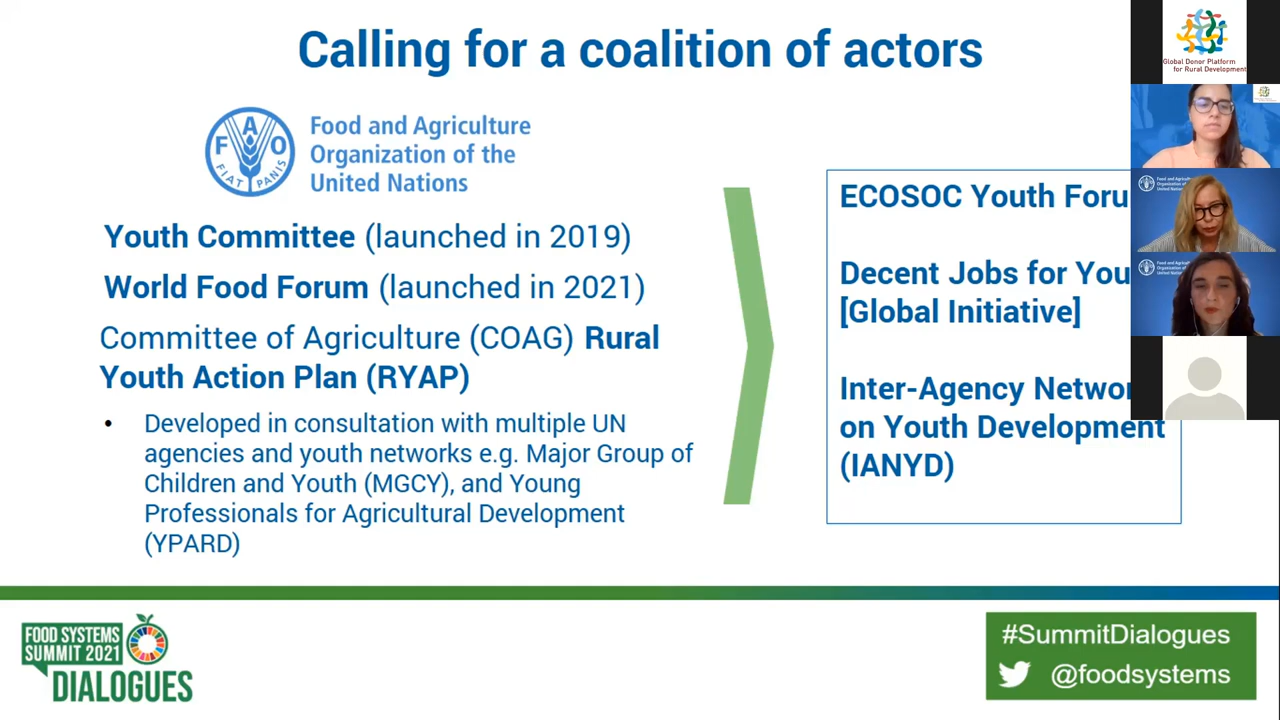 Calling for a coalition of actors
Global Donor Platform
for Rural Development
F A O
FIAT PANIS
Food and Agriculture
Organization of the
United Nations
Youth Committee (launched in 2019)
World Food Forum (launched in 2021)
Committee of Agriculture (COAG) Rural
Youth Action Plan (RYAP)
• Developed in consultation with multiple UN
agencies and youth networks e.g. Major Group of
Children and Youth (MGCY), and Young
Professionals for Agricultural Development
(YPARD)
ECOSOC Youth
Decent Jobs for
[Global Initiative]
Inter-Agency
on Youth Development
(IANYD)
FOOD SYSTEMS
SUMMIT 2021
DIALOGUES
#SummitDialogues
@foodsystems